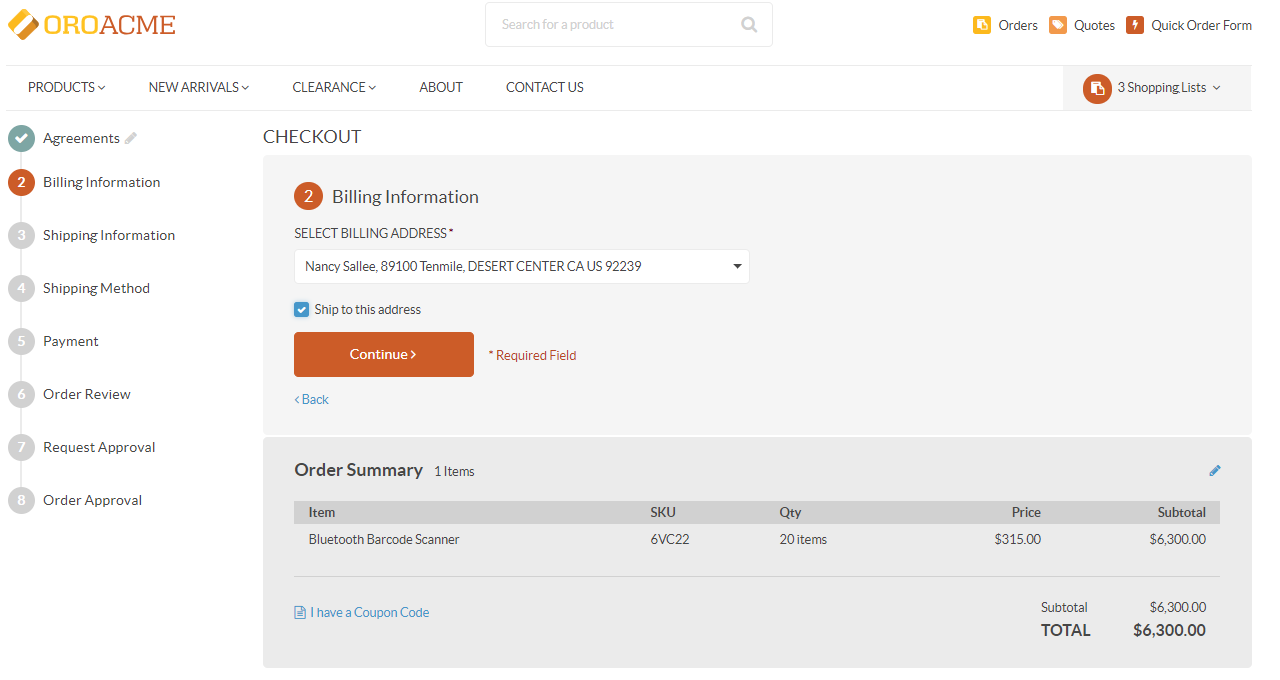 OROACME
Search for a product
Orders Quotes Quick Order Form
PRODUCTS NEW ARRIVALS CLEARANCE ABOUT CONTACT US 3 Shopping Lists
Agreements
2 Billing Information
3 Shipping Information
4 Shipping Method
5 Payment
6 Order Review
7 Request Approval
8 Order Approval
CHECKOUT
2 Billing Information
SELECT BILLING ADDRESS*
Nancy Sallee, 89100 Tenmile, DESERT CENTER CA US 92239
Ship to this address
Continue > * Required Field
< Back
Order Summary 1 Items
Item SKU Qty Price Subtotal
Bluetooth Barcode Scanner 6VC22 20 items $315.00 $6,300.00
I have a Coupon Code
Subtotal $6,300.00
TOTAL $6,300.00